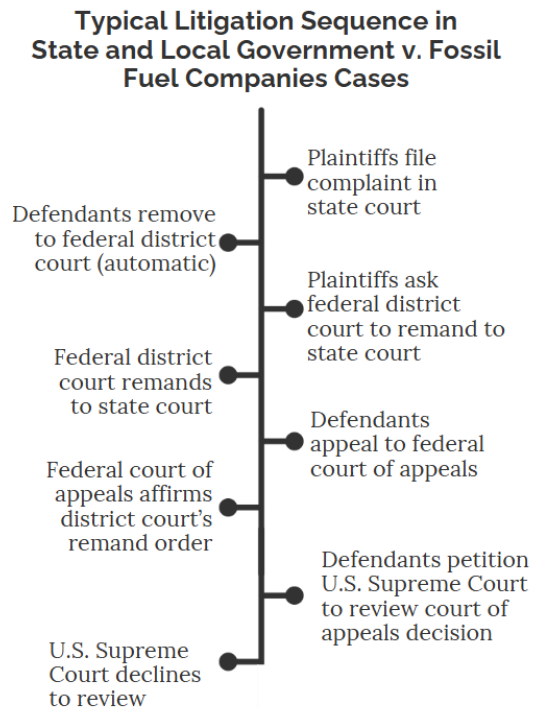 Typical Litigation Sequence in
State and Local Government v. Fossil
Fuel Companies Cases
Plaintiffs file
complaint in
state court
Defendants remove
to federal district
court (automatic)
Plaintiffs ask
federal district
court to remand to
state court
Federal district
court remands
to state court
Defendants
appeal to federal
court of appeals
Federal court of
appeals affirms
district court’s
remand order
Defendants petition
U.S. Supreme Court
to review court of
appeals decision
U.S. Supreme
Court declines
to review